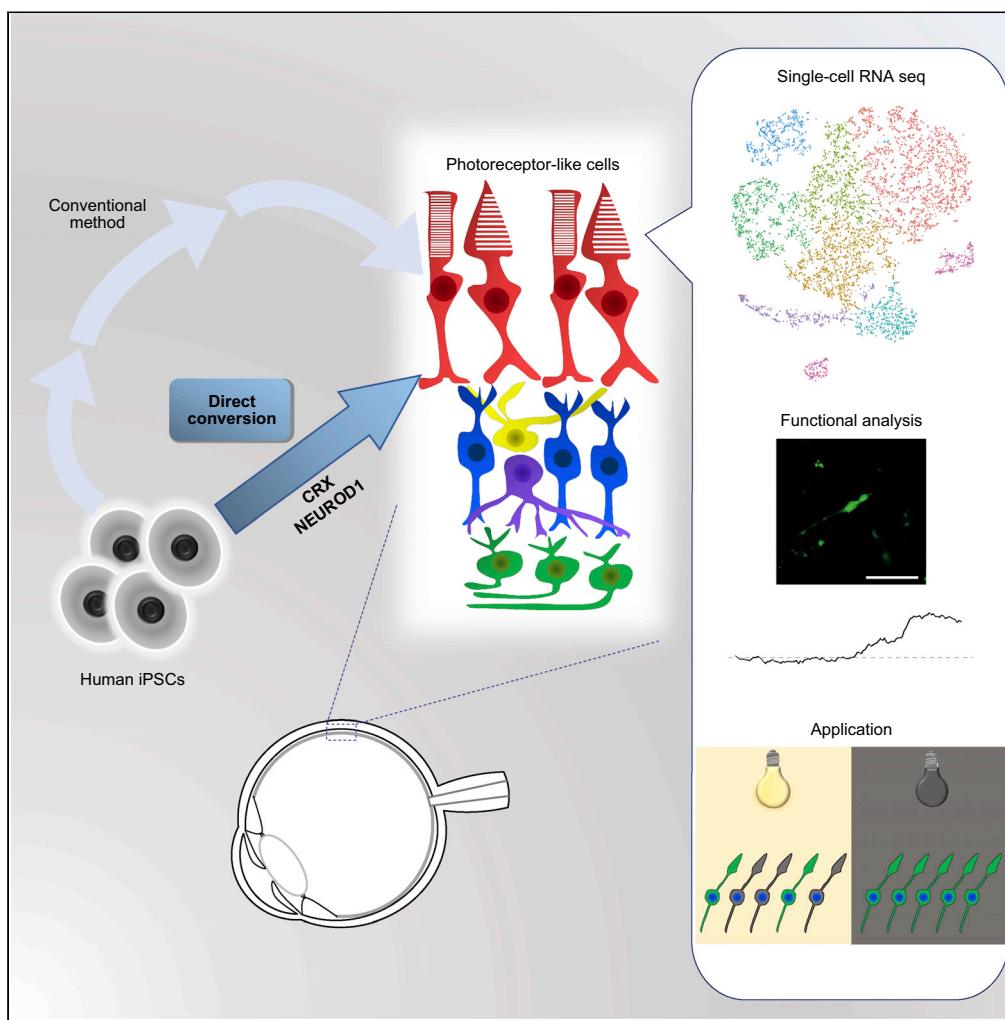 Single-cell RNA seq
Photoreceptor-like cells
Conventional
method
Direct
conversion
CRX
NEUROD1
Human iPSCs
Functional analysis
Application